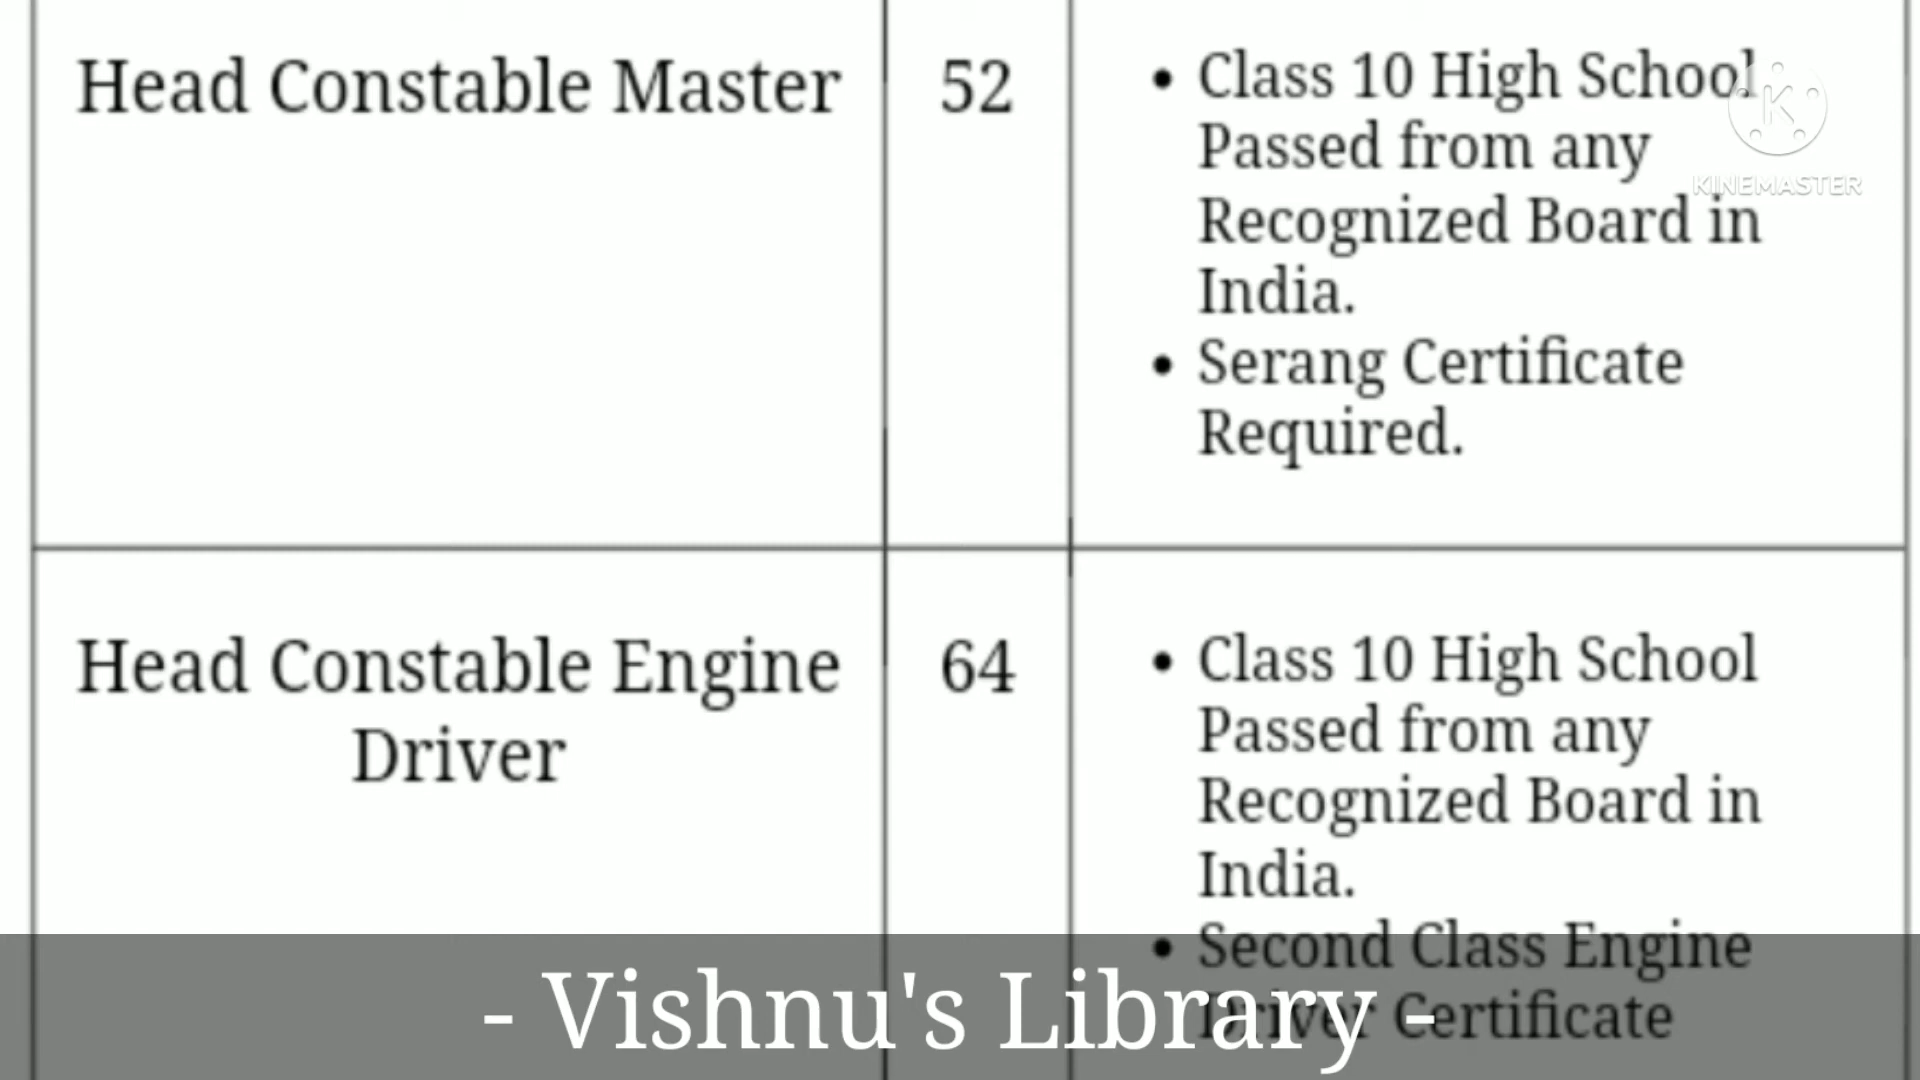 Head Constable Master
52
• Class 10 High School
Passed from any
Recognized Board in
India.
• Serang Certificate
Required.
KINEMASTER
Head Constable Engine
Driver
64
• Class 10 High School
Passed from any
Recognized Board in
India.
• Second Class Engine
Driver Certificate
- Vishnu's Library -